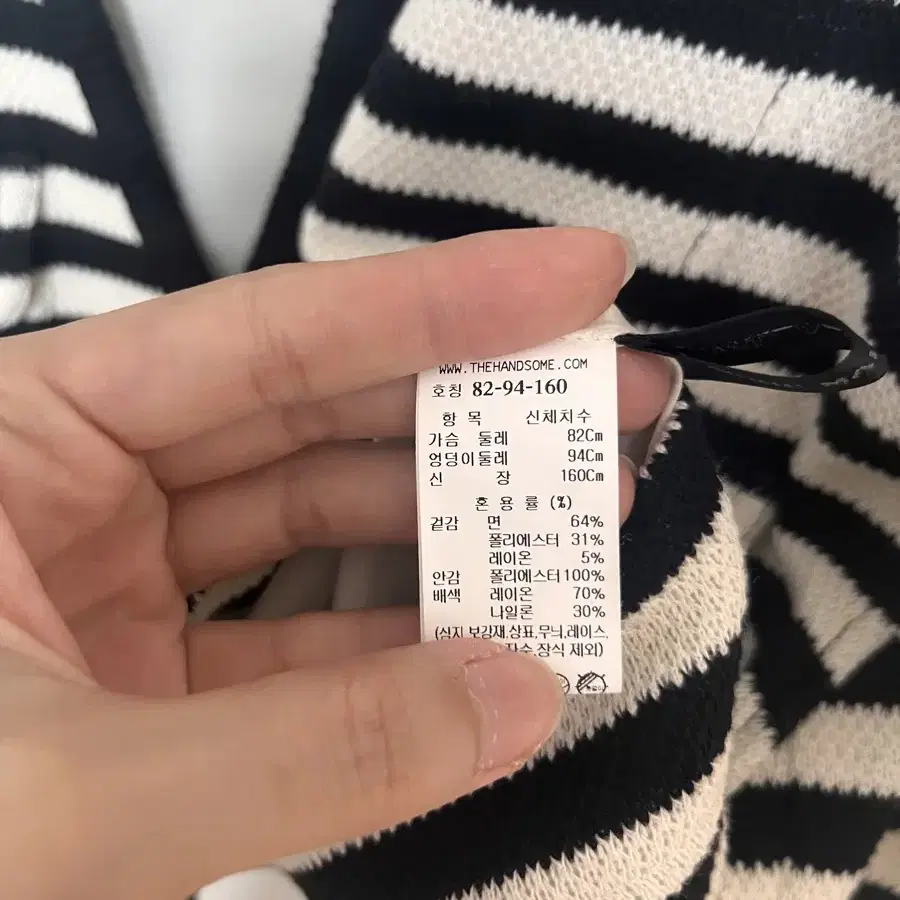 WWW.THEHANDSOME.COM
호칭 82-94-160
항 목 신체치수
가슴 둘레 82Cm
엉덩이둘레 94Cm
신 장 160Cm
혼 용 률 (%)
겉감 면 64%
폴리에스터 31%
레이온 5%
안감 폴리에스터 100%
배색 레이온 70%
나일론 30%
(심지 보강재,상표,무늬,레이스,
자수,장식 제외)